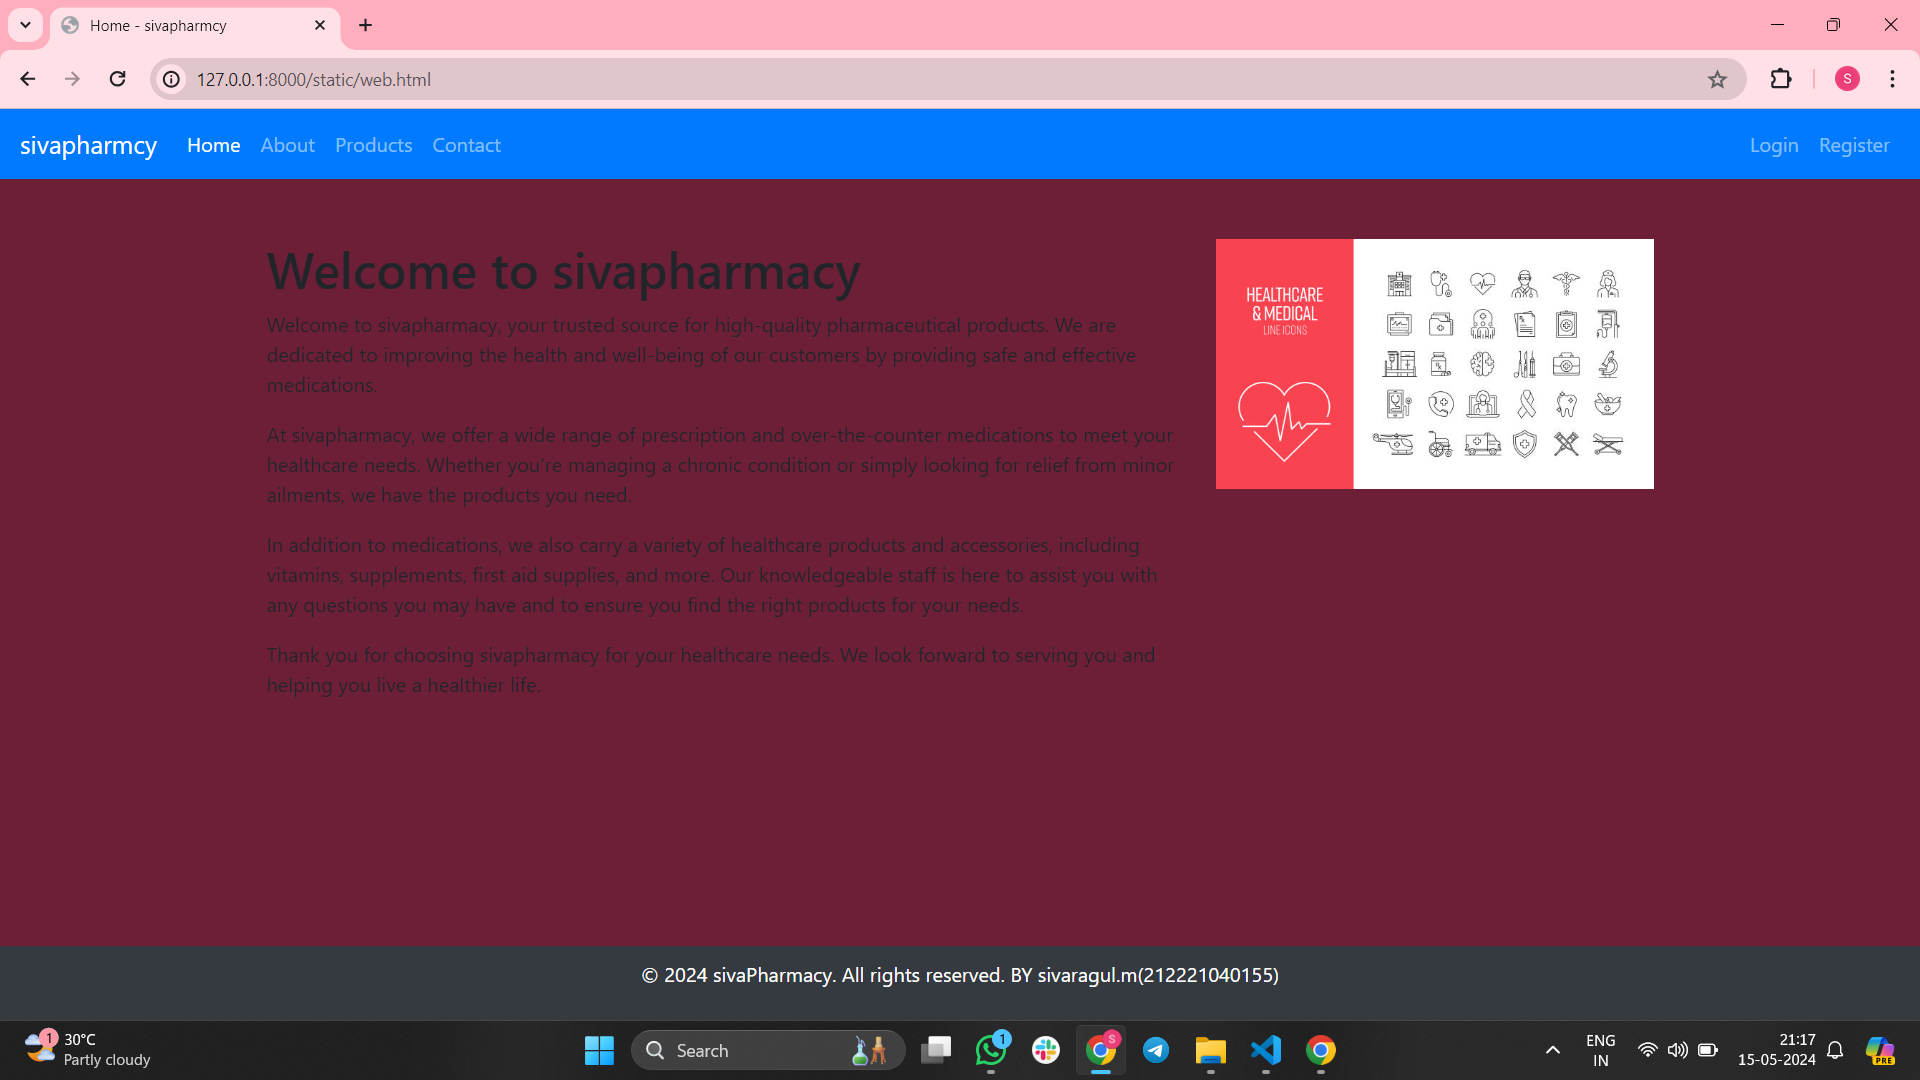 Home - sivapharmcy
127.0.0.1:8000/static/web.html
S
sivapharmcy Home About Products Contact Login Register
Welcome to sivapharmacy
Welcome to sivapharmacy, your trusted source for high-quality pharmaceutical products. We are
dedicated to improving the health and well-being of our customers by providing safe and effective
medications.
At sivapharmacy, we offer a wide range of prescription and over-the-counter medications to meet your
healthcare needs. Whether you're managing a chronic condition or simply looking for relief from minor
ailments, we have the products you need.
In addition to medications, we also carry a variety of healthcare products and accessories, including
vitamins, supplements, first aid supplies, and more. Our knowledgeable staff is here to assist you with
any questions you may have and to ensure you find the right products for your needs.
Thank you for choosing sivapharmacy for your healthcare needs. We look forward to serving you and
helping you live a healthier life.
HEALTHCARE
& MEDICAL
LINE ICONS
© 2024 sivaPharmacy. All rights reserved. BY sivaragul.m(212221040155)
1
30°C
Partly cloudy
Search
1
S
ENG
IN
21:17
15-05-2024
PRE